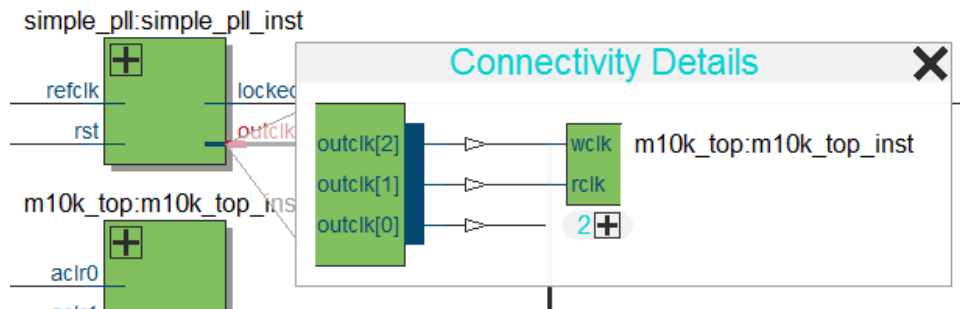 simple_pll:simple_pll_inst
Connectivity Details
refclk
locked
rst
outclk
outclk[2]
wclk
m10k_top:m10k_top_inst
outclk[1]
rclk
outclk[0]
2
m10k_top:m10k_top_ins
aclr0